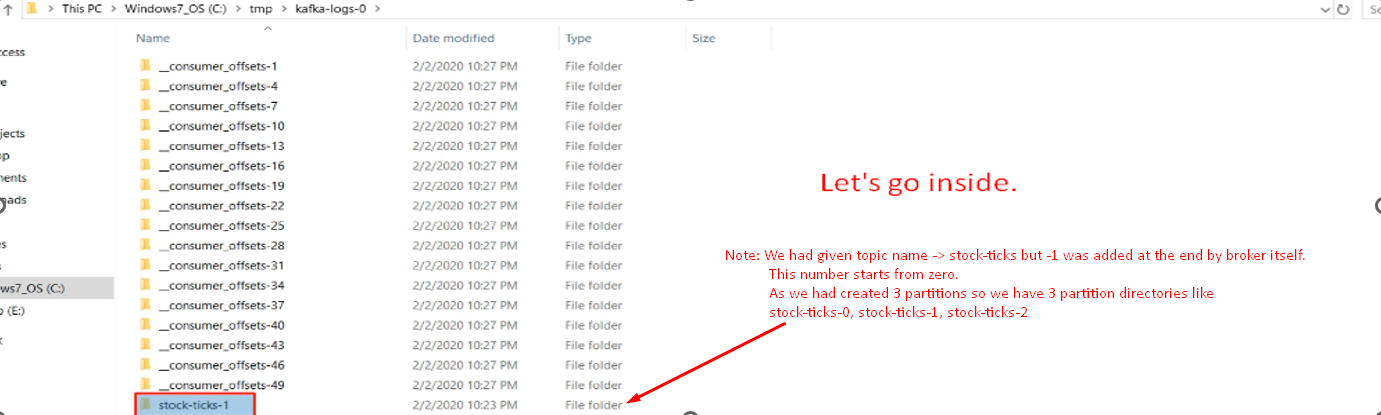 This PC > Windows7_OS (C:) > tmp > kafka-logs-0 >
Name Date modified Type Size
__consumer_offsets-1 2/2/2020 10:27 PM File folder
__consumer_offsets-4 2/2/2020 10:27 PM File folder
__consumer_offsets-7 2/2/2020 10:27 PM File folder
__consumer_offsets-10 2/2/2020 10:27 PM File folder
__consumer_offsets-13 2/2/2020 10:27 PM File folder
__consumer_offsets-16 2/2/2020 10:27 PM File folder
__consumer_offsets-19 2/2/2020 10:27 PM File folder
__consumer_offsets-22 2/2/2020 10:27 PM File folder
__consumer_offsets-25 2/2/2020 10:27 PM File folder
__consumer_offsets-28 2/2/2020 10:27 PM File folder
__consumer_offsets-31 2/2/2020 10:27 PM File folder
__consumer_offsets-34 2/2/2020 10:27 PM File folder
__consumer_offsets-37 2/2/2020 10:27 PM File folder
__consumer_offsets-40 2/2/2020 10:27 PM File folder
__consumer_offsets-43 2/2/2020 10:27 PM File folder
__consumer_offsets-46 2/2/2020 10:27 PM File folder
__consumer_offsets-49 2/2/2020 10:27 PM File folder
stock-ticks-1 2/2/2020 10:23 PM File folder
ws7_OS (C:)
(E:)
Let's go inside.
Note: We had given topic name -> stock-ticks but -1 was added at the end by broker itself.
This number starts from zero.
As we had created 3 partitions so we have 3 partition directories like
stock-ticks-0, stock-ticks-1, stock-ticks-2